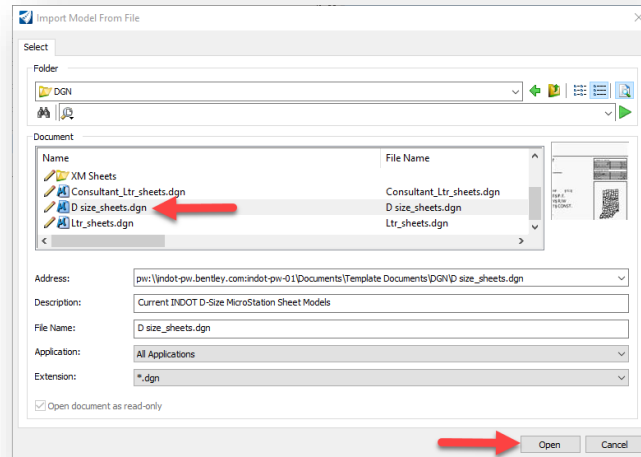 Import Model From File
Select
Folder
DGN
Document
Name File Name
XM Sheets
Consultant_Ltr_sheets.dgn Consultant_Ltr_sheets.dgn
D size_sheets.dgn D size_sheets.dgn
Ltr_sheets.dgn Ltr_sheets.dgn
Address: pw:\\indot-pw.bentley.com:indot-pw-01\Documents\Template Documents\DGN\D size_sheets.dgn
Description: Current INDOT D-Size MicroStation Sheet Models
File Name: D size_sheets.dgn
Application: All Applications
Extension: *.dgn
Open document as read-only
Open Cancel